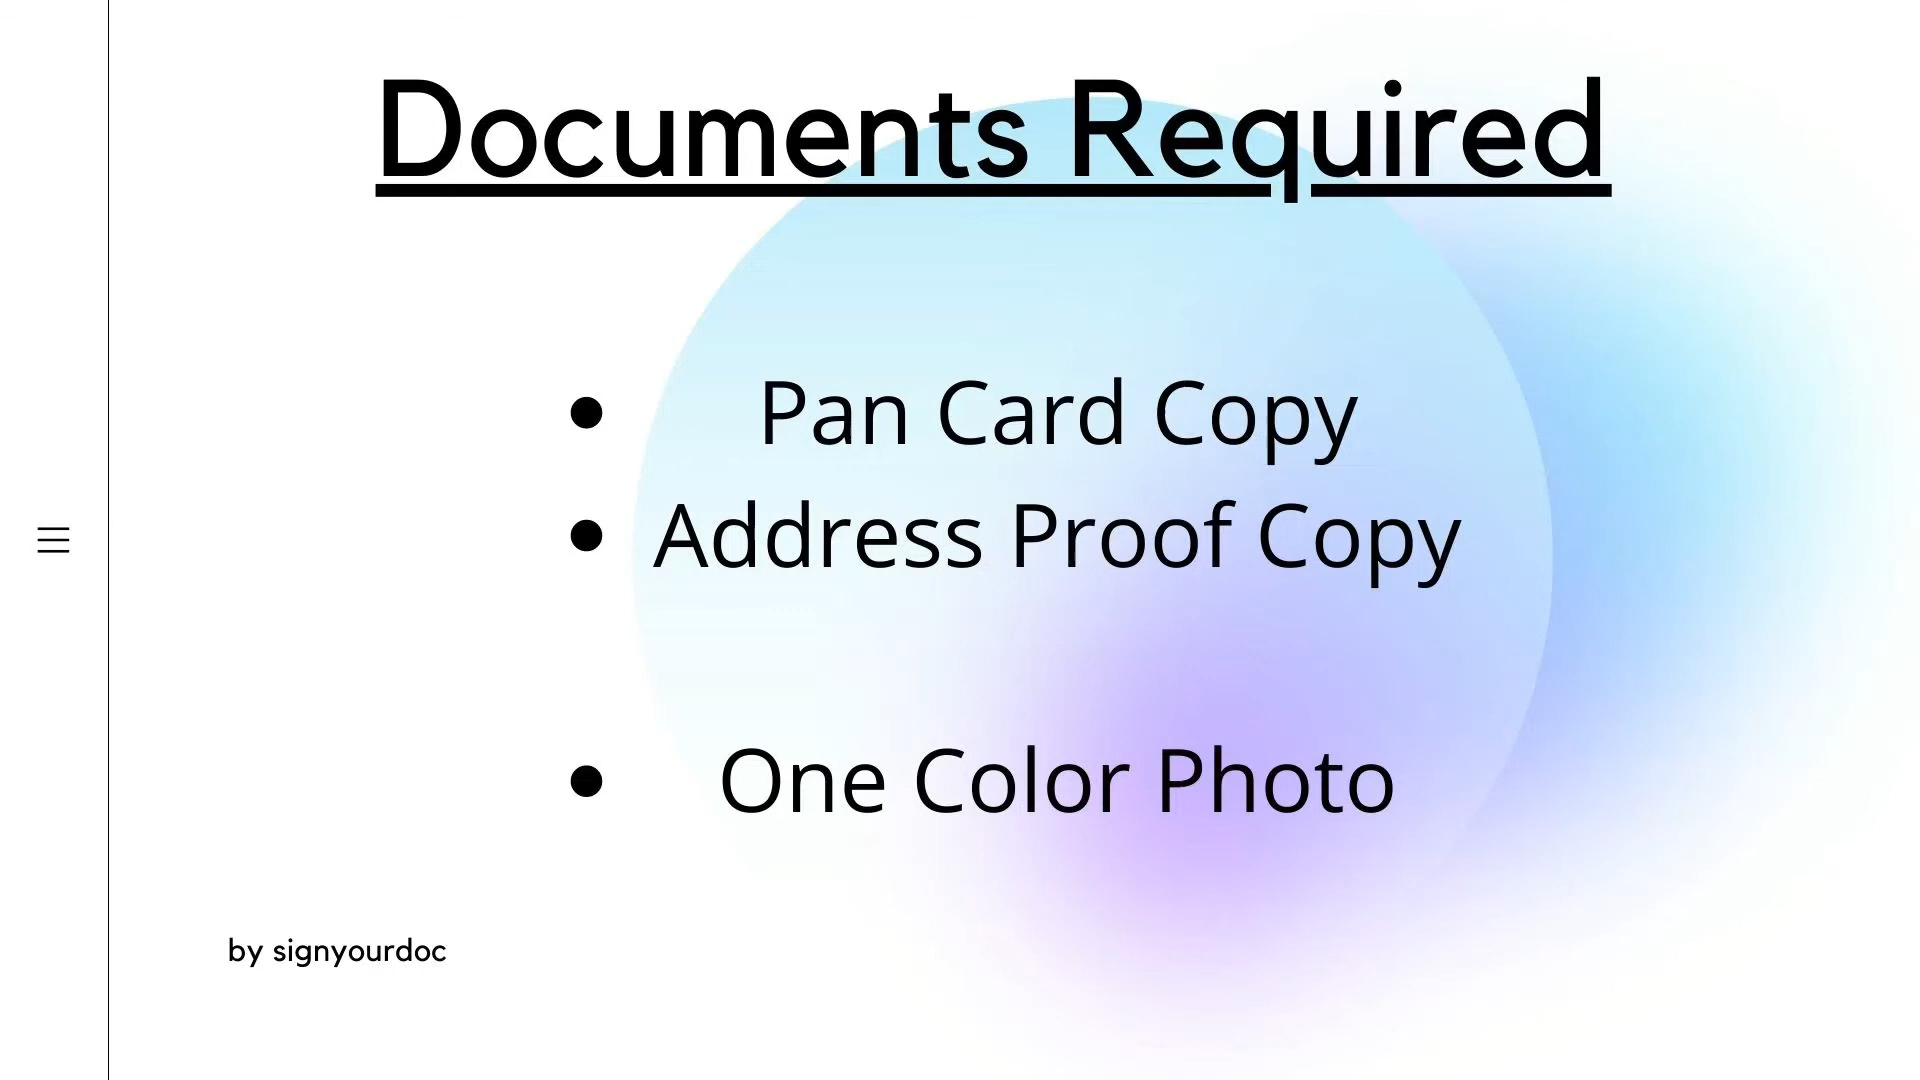 Documents Required
• Pan Card Copy
• Address Proof Copy
• One Color Photo
by signyourdoc